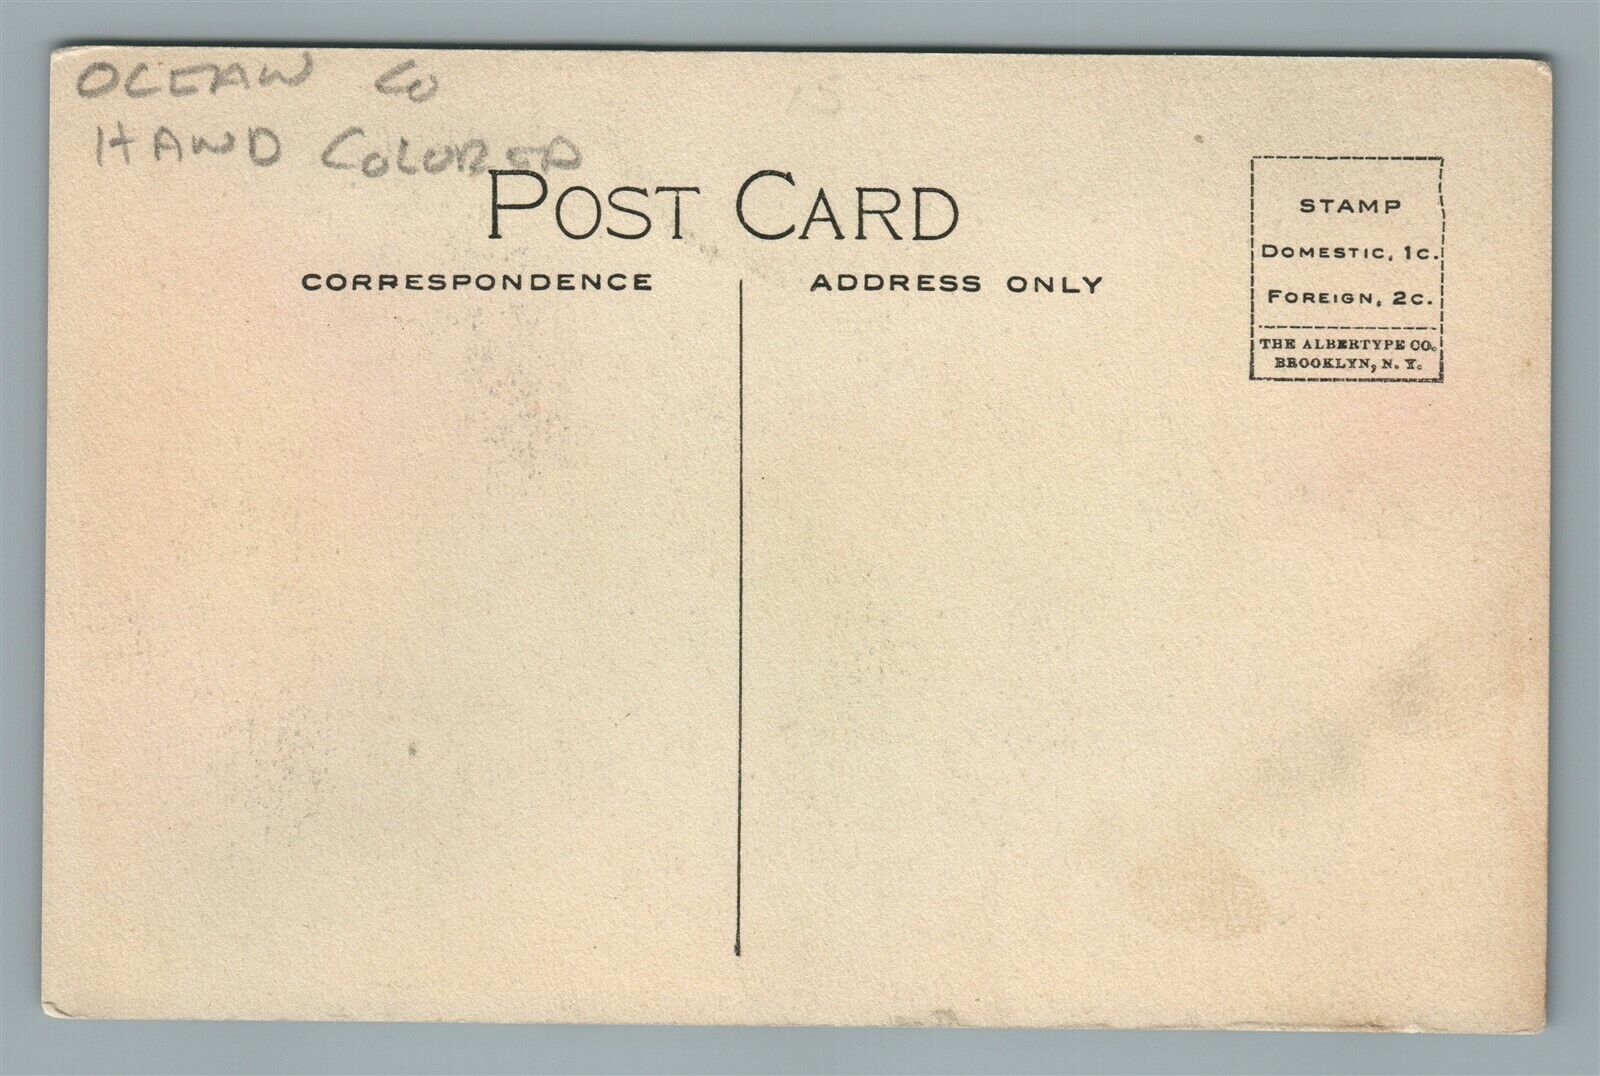 OCEAN CO
HAND COLORED
POST CARD
CORRESPONDENCE
ADDRESS ONLY
STAMP
DOMESTIC, 1C.
FOREIGN, 2C.
THE ALBERTYPE CO.
BROOKLYN, N. Y.